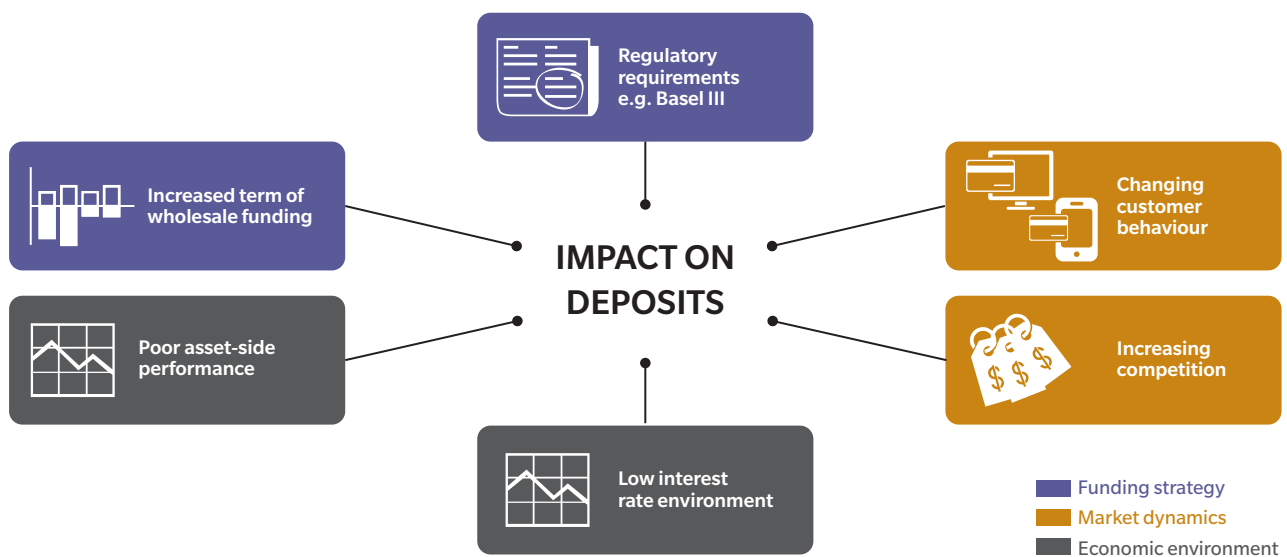 Regulatory
requirements
e.g. Basel III
Increased term of
wholesale funding
Changing
customer
behaviour
IMPACT ON
DEPOSITS
Poor asset-side
performance
$ $ $
Increasing
competition
Low interest
rate environment
Funding strategy
Market dynamics
Economic environment